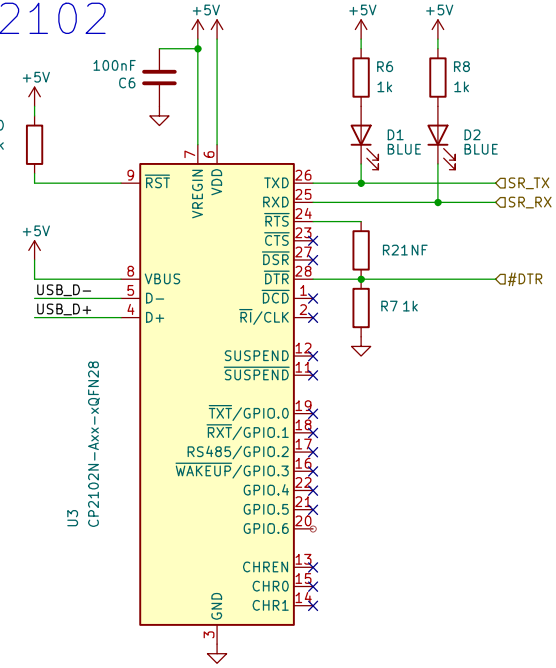 2102
+5V
+5V
+5V
100nF
C6
R6
1k
R8
1k
+5V
D1
BLUE
D2
BLUE
9
RST
7
VREGIN
6
VDD
TXD
26
SR_TX
RXD
25
SR_RX
RTS
24
CTS
23
DSR
27
R21NF
+5V
8
VBUS
DTR
28
#DTR
USB_D-
5
D-
DCD
1
R7 1k
USB_D+
4
D+
RI/CLK
2
SUSPEND
12
SUSPEND
11
TXT/GPIO.0
19
RXT/GPIO.1
18
RS485/GPIO.2
17
WAKEUP/GPIO.3
16
GPIO.4
22
GPIO.5
21
GPIO.6
20
CHREN
13
CHR0
15
CHR1
14
U3
CP2102N-Axx-xQFN28
GND
3